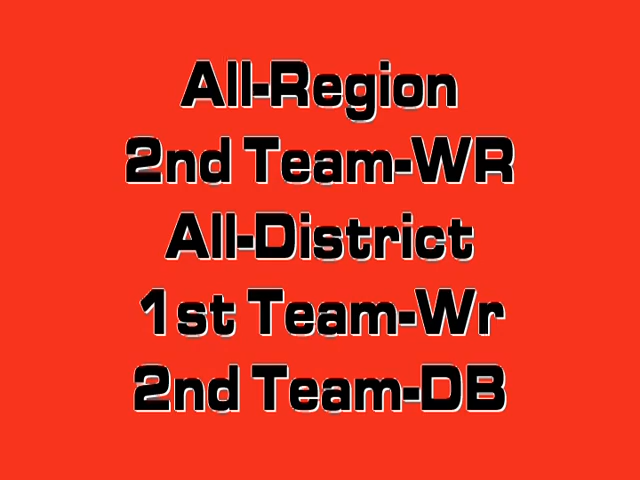 All-Region
2nd Team-WR
All-District
1st Team-Wr
2nd Team-DB